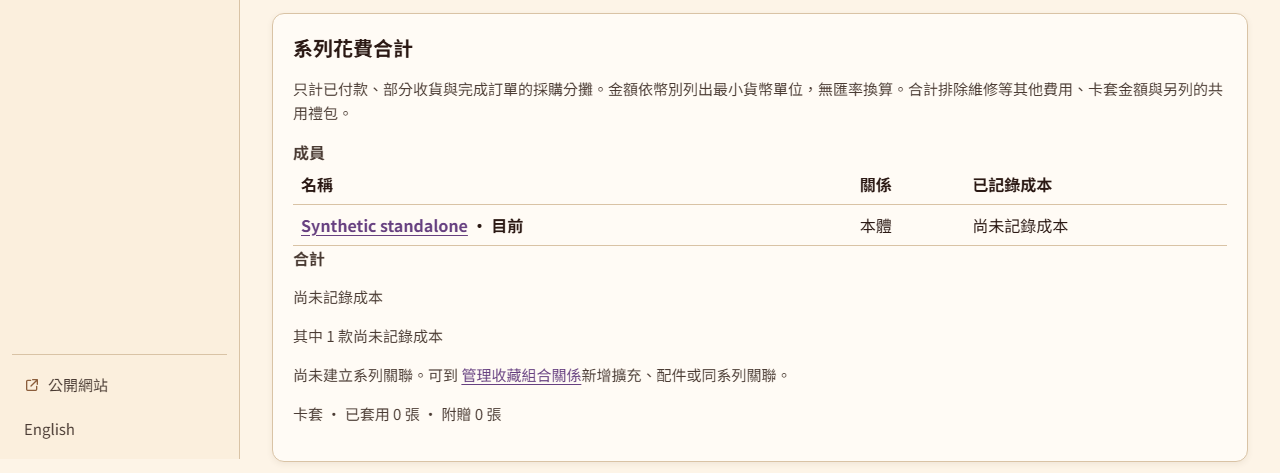 系列花費合計
只計已付款、部分收貨與完成訂單的採購分攤。金額依幣別列出最小貨幣單位，無匯率換算。合計排除維修等其他費用、卡套金額與另列的共
用禮包。
成員
名稱 關係 已記錄成本
Synthetic standalone ・ 目前 本體 尚未記錄成本
合計
尚未記錄成本
其中 1 款尚未記錄成本
尚未建立系列關聯。可到 管理收藏組合關係新增擴充、配件或同系列關聯。
卡套 ・ 已套用 0 張 ・ 附贈 0 張
公開網站
English